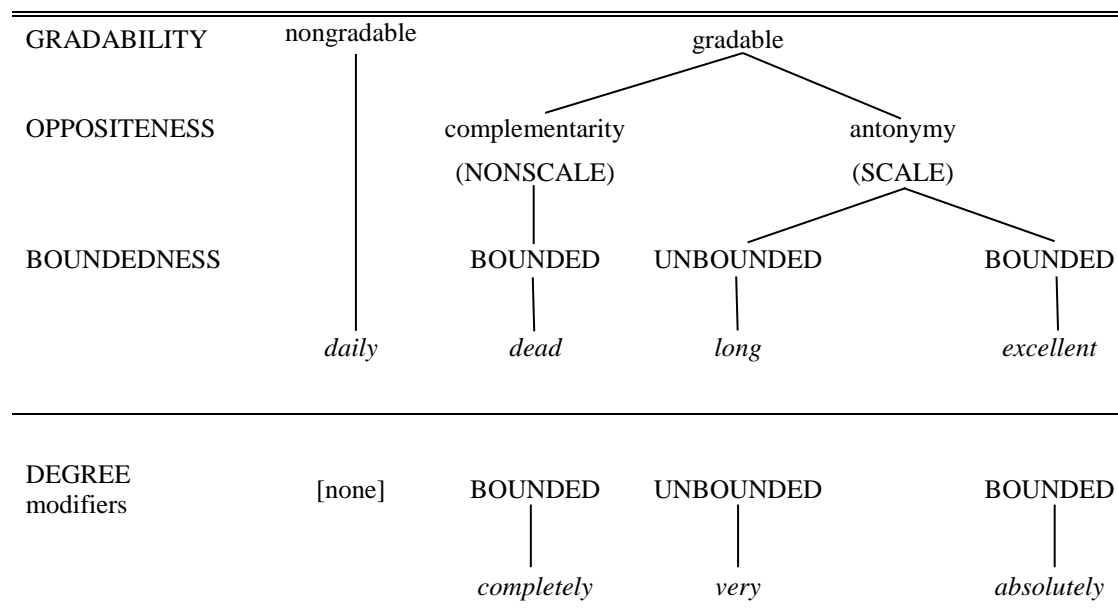 GRADABILITY nongradable gradable
OPPOSITENESS complementarity antonymy
(NONSCALE) (SCALE)
BOUNDEDNESS BOUNDED UNBOUNDED BOUNDED
daily dead long excellent
DEGREE
modifiers [none] BOUNDED UNBOUNDED BOUNDED
completely very absolutely